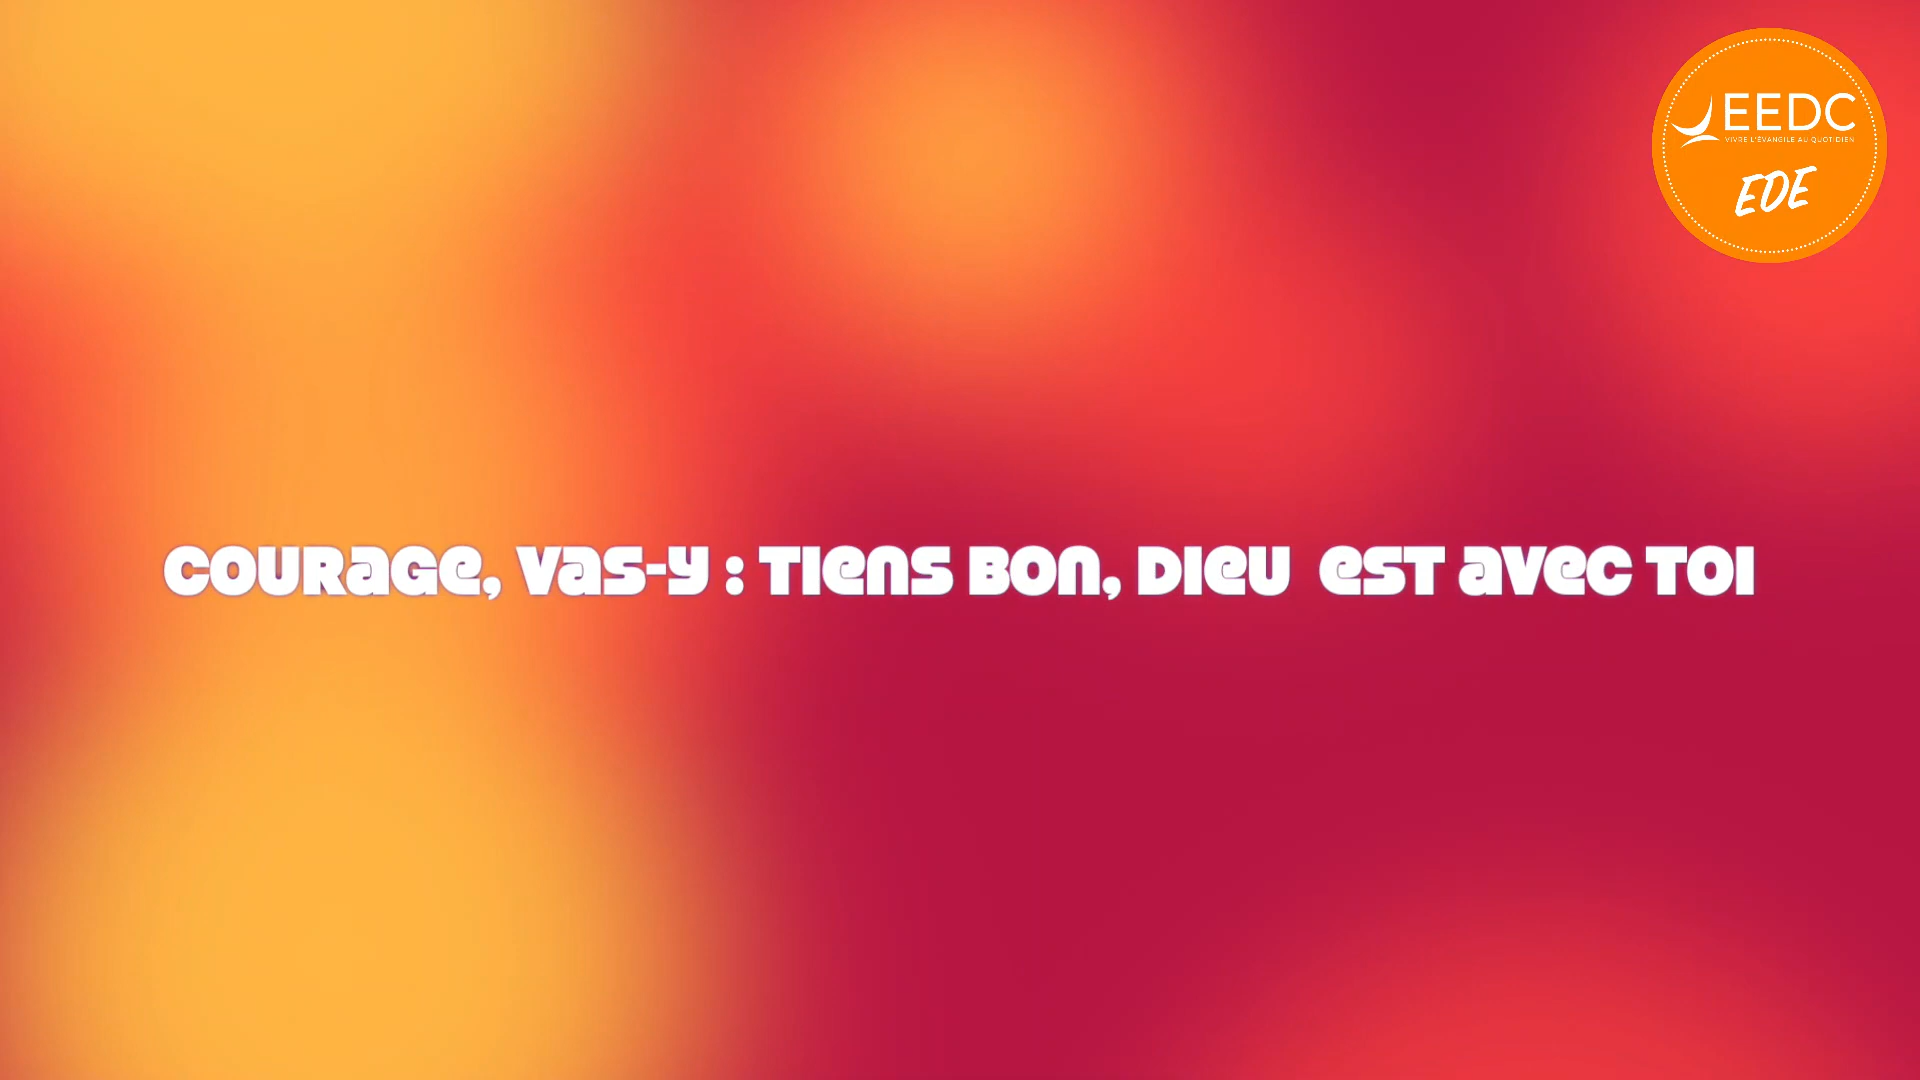 EEDC
VIVRE L'ÉVANGILE AU QUOTIDIEN
EDE
Courage, vas-y : tiens bon, Dieu est avec toi